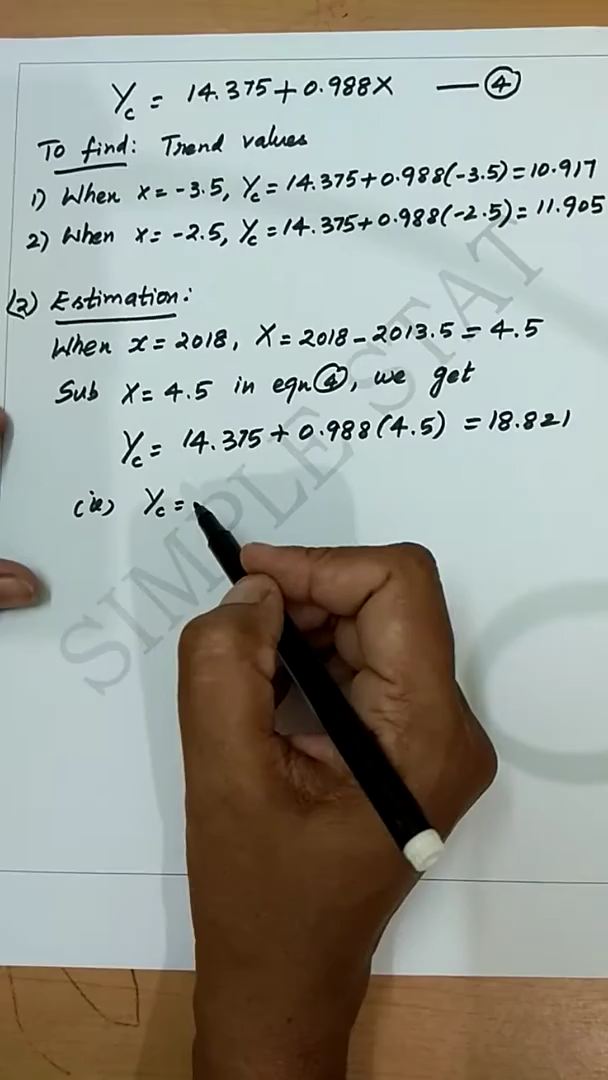 Yc = 14.375 + 0.988X — ④
To find: Trend values
1) When x = -3.5, Yc = 14.375 + 0.988(-3.5) = 10.917
2) When x = -2.5, Yc = 14.375 + 0.988(-2.5) = 11.905
(2) Estimation:
When x = 2018, X = 2018 - 2013.5 = 4.5
Sub X = 4.5 in eqn ④, we get
Yc = 14.375 + 0.988(4.5) = 18.821
(ie) Yc =
SIMPLE STAT